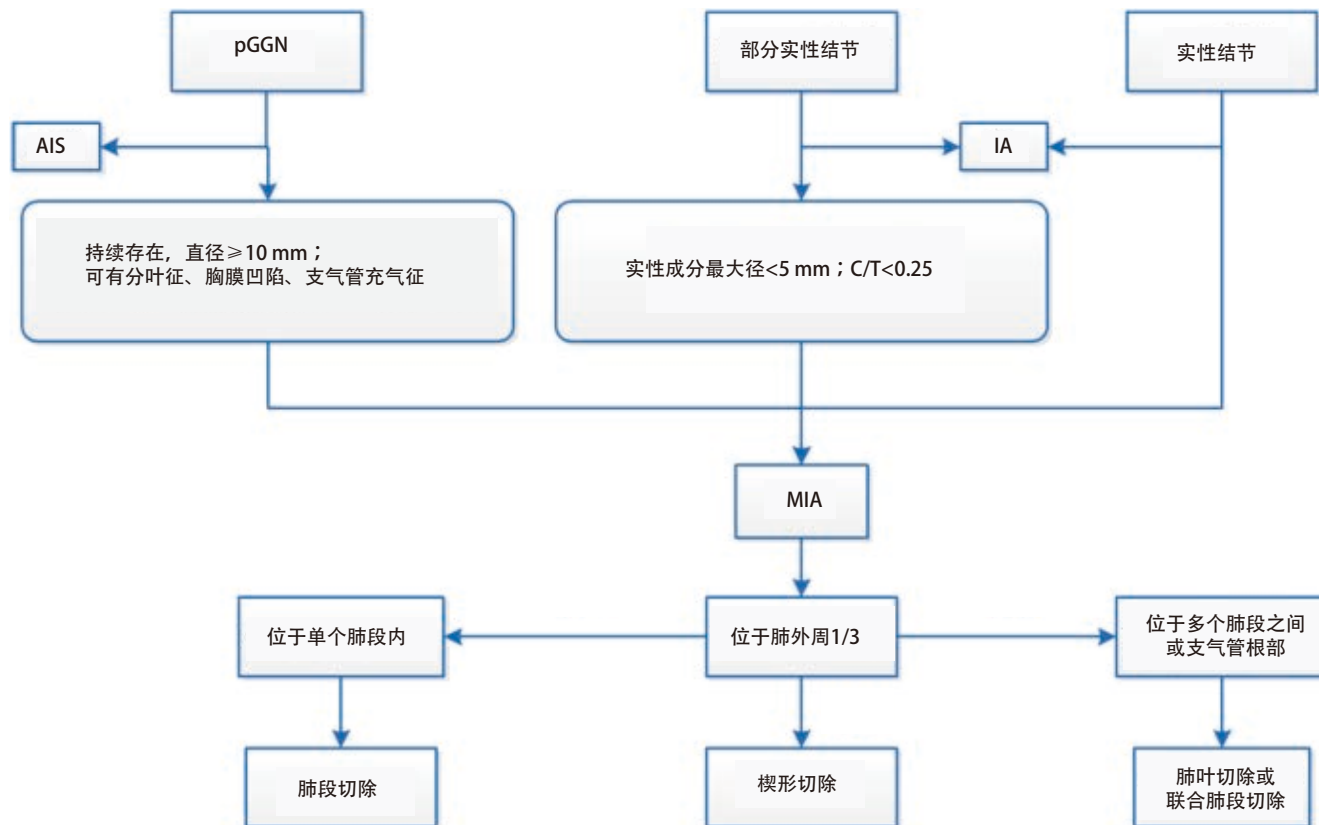 pGGN
部分实性结节
实性结节
AIS
IA
持续存在，直径≥10 mm；
可有分叶征、胸膜凹陷、支气管充气征
实性成分最大径<5 mm；C/T<0.25
MIA
位于单个肺段内
位于肺外周1/3
位于多个肺段之间
或支气管根部
肺段切除
楔形切除
肺叶切除或
联合肺段切除